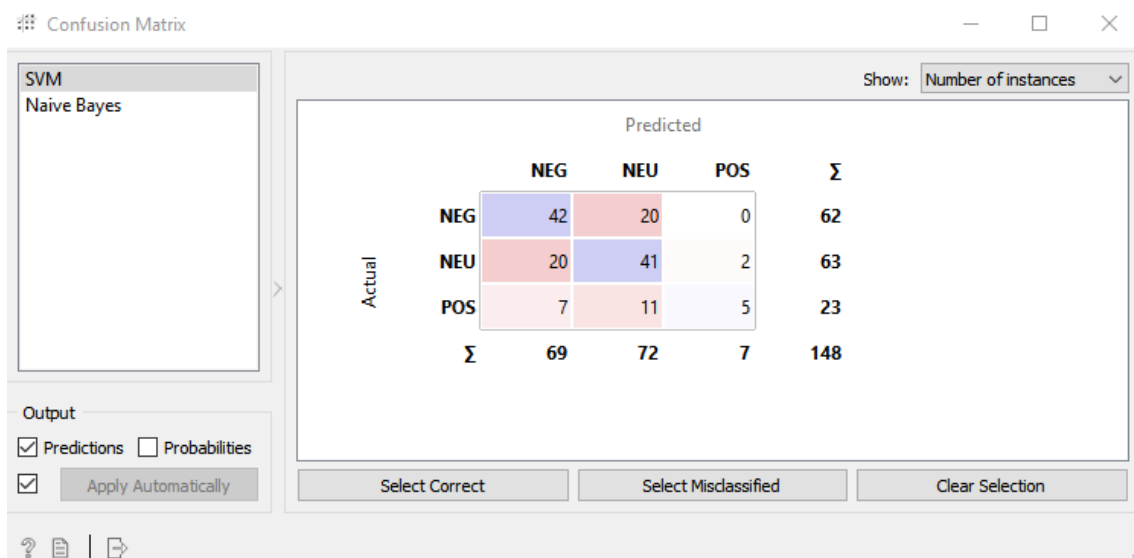 Confusion Matrix
SVM
Naive Bayes
Show: Number of instances
Predicted
NEG NEU POS Σ
NEG 42 20 0 62
Actual
NEU 20 41 2 63
POS 7 11 5 23
Σ 69 72 7 148
Output
Predictions Probabilities
Apply Automatically
Select Correct Select Misclassified Clear Selection
?